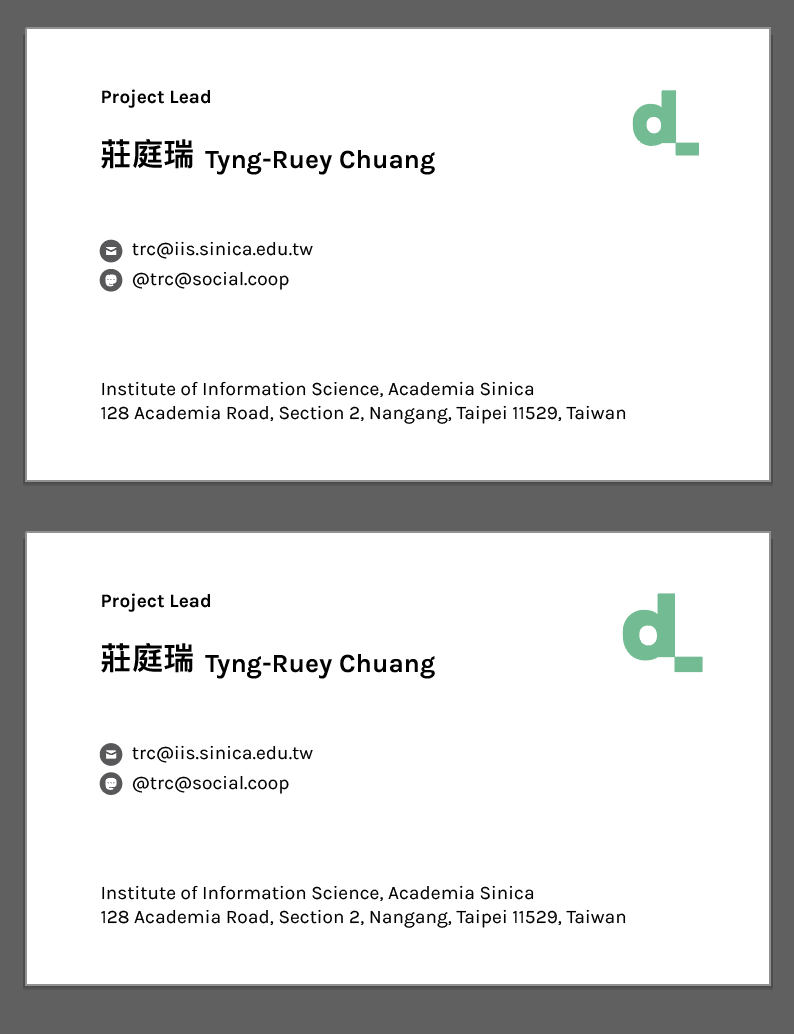 Project Lead
d_
莊庭瑞 Tyng-Ruey Chuang
trc@iis.sinica.edu.tw
@trc@social.coop
Institute of Information Science, Academia Sinica
128 Academia Road, Section 2, Nangang, Taipei 11529, Taiwan
Project Lead
d_
莊庭瑞 Tyng-Ruey Chuang
trc@iis.sinica.edu.tw
@trc@social.coop
Institute of Information Science, Academia Sinica
128 Academia Road, Section 2, Nangang, Taipei 11529, Taiwan